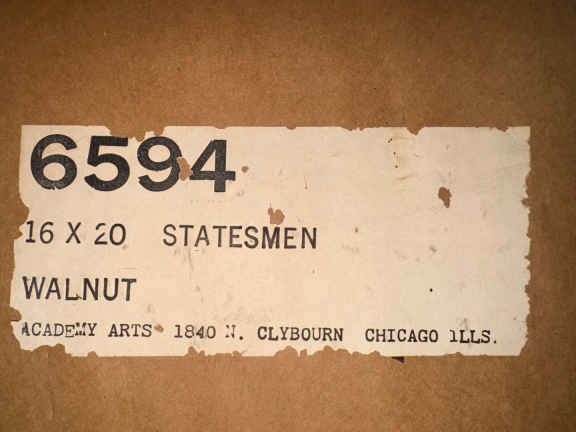 6594
16 X 20 STATESMEN
WALNUT
ACADEMY ARTS 1840 N. CLYBOURN CHICAGO ILLS.